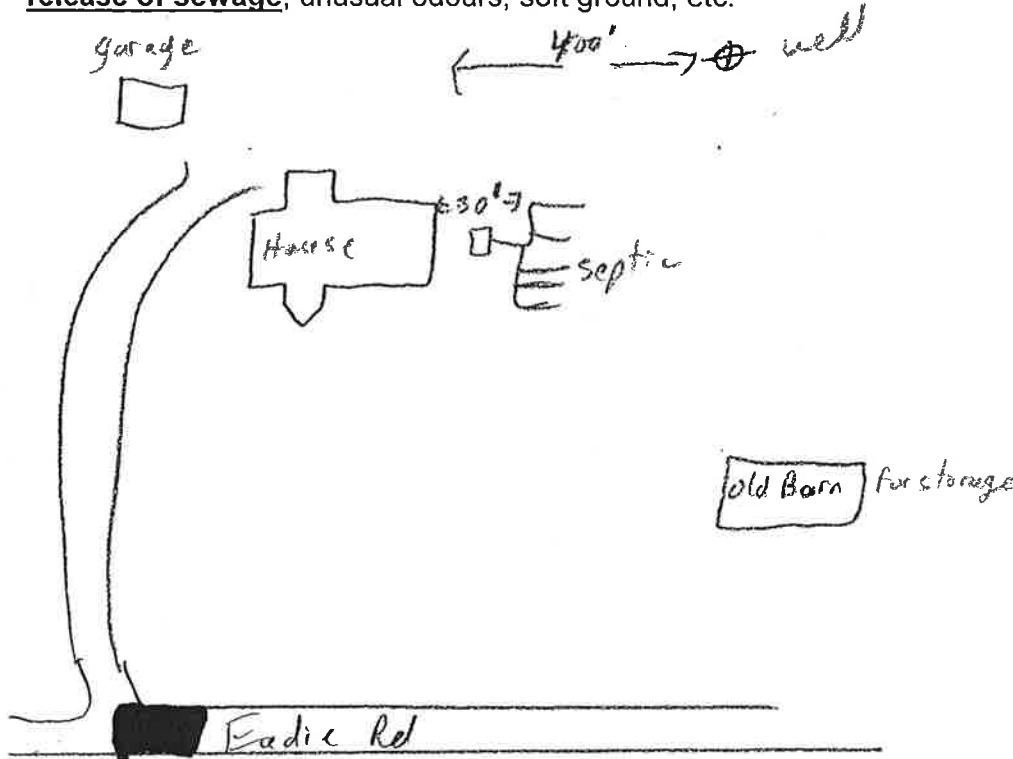 release of sewage, unusual odours, soft ground, etc.
garage
400'
well
30'
House
septic
Old Barn
for storage
Eadie Rd